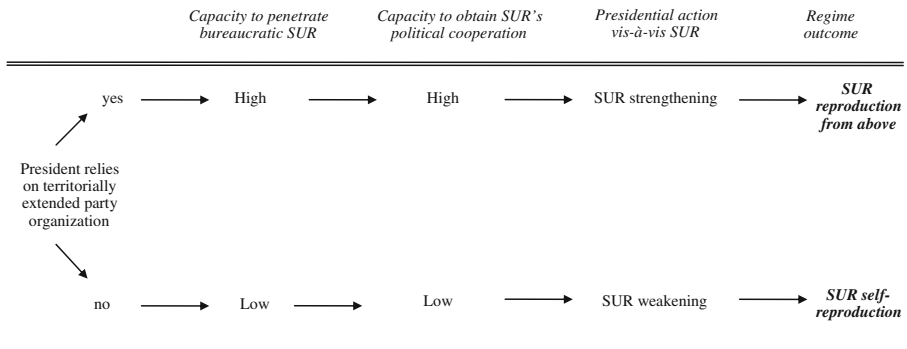 Capacity to penetrate
bureaucratic SUR
Capacity to obtain SUR's
political cooperation
Presidential action
vis-à-vis SUR
Regime
outcome
yes
High
High
SUR strengthening
SUR
reproduction
from above
President relies
on territorially
extended party
organization
no
Low
Low
SUR weakening
SUR self-
reproduction